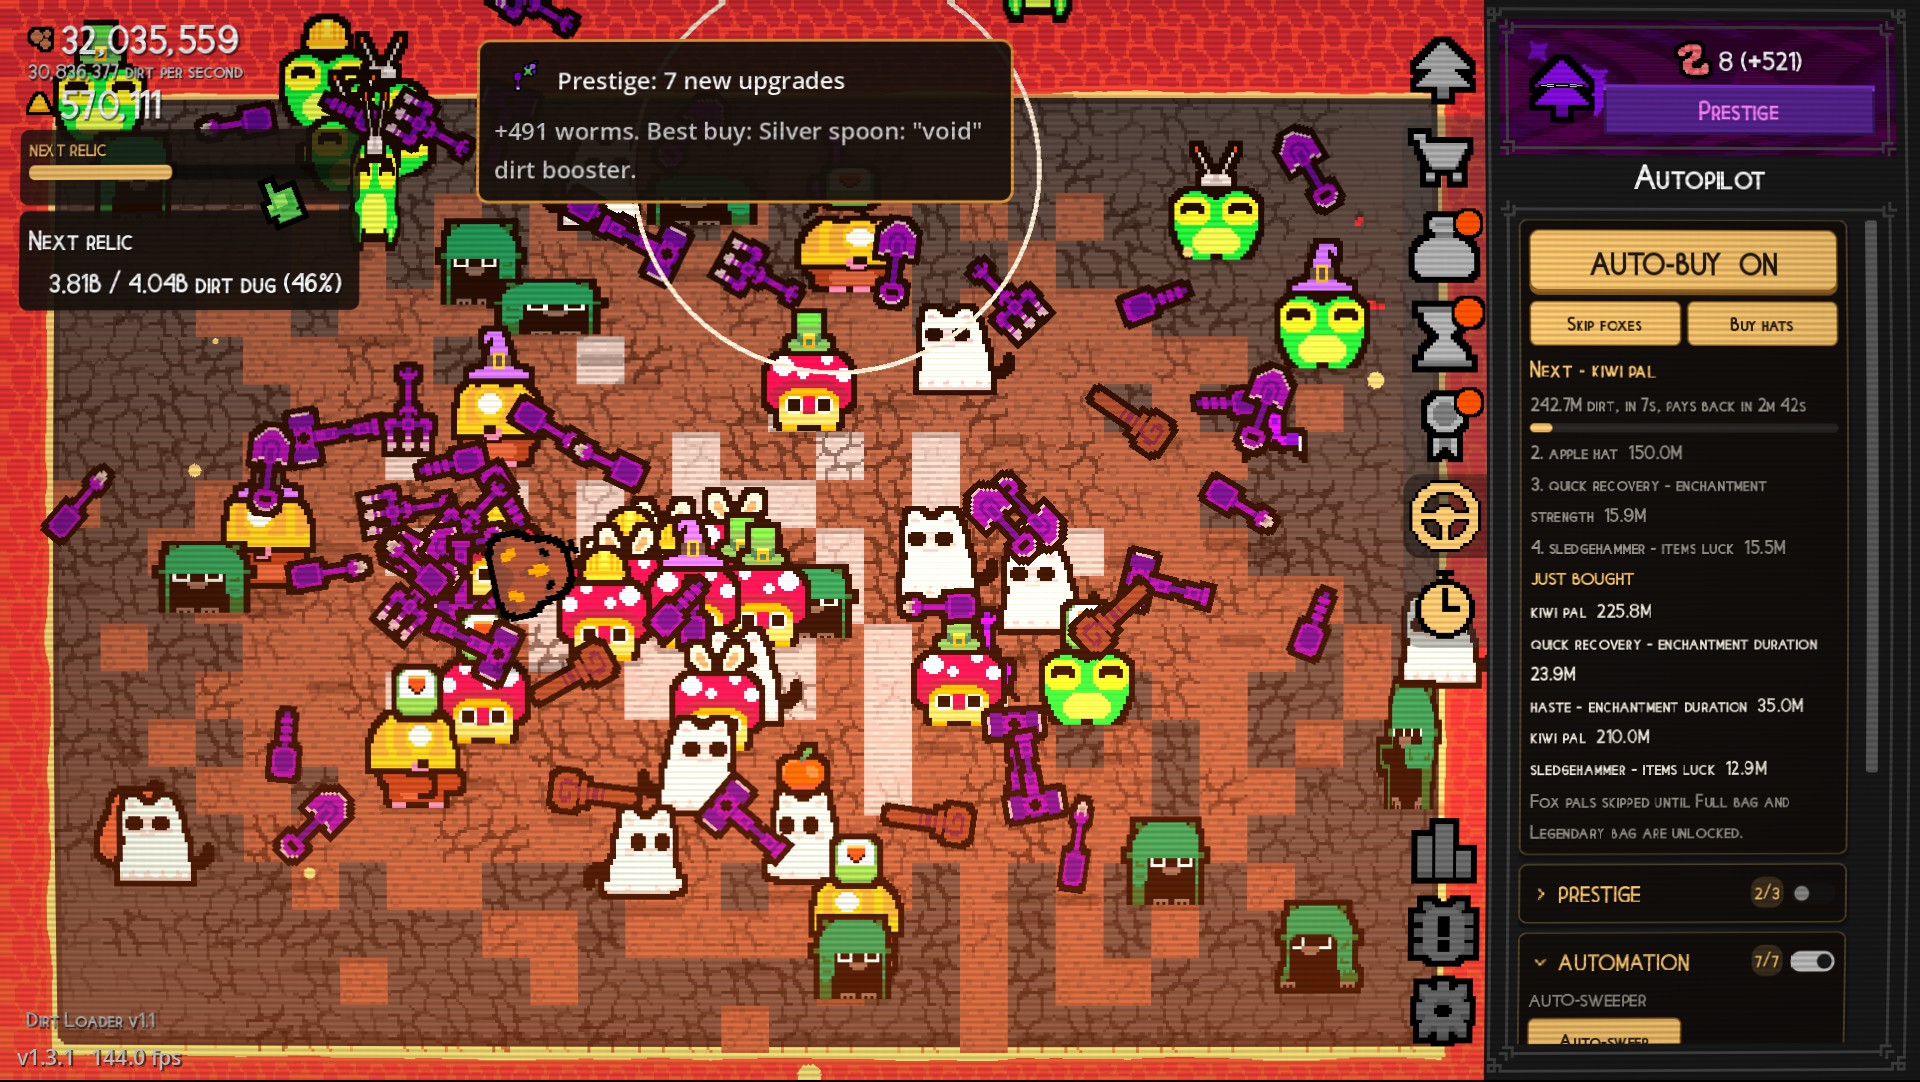 32,035,559
30,836,377 DIRT PER SECOND
570,111
NEXT RELIC
NEXT RELIC
3.81B / 4.04B DIRT DUG (46%)
Prestige: 7 new upgrades
+491 worms. Best buy: Silver spoon: "void"
dirt booster.
8 (+521)
PRESTIGE
AUTOPILOT
AUTO-BUY ON
SKIP FOXES
BUY HATS
NEXT - KIWI PAL
242.7M DIRT, IN 7S, PAYS BACK IN 2M 42S
2. APPLE HAT 150.0M
3. QUICK RECOVERY - ENCHANTMENT
STRENGTH 15.9M
4. SLEDGEHAMMER - ITEMS LUCK 15.5M
JUST BOUGHT
KIWI PAL 225.8M
QUICK RECOVERY - ENCHANTMENT DURATION
23.9M
HASTE - ENCHANTMENT DURATION 35.0M
KIWI PAL 210.0M
SLEDGEHAMMER - ITEMS LUCK 12.9M
FOX PALS SKIPPED UNTIL FULL BAG AND
LEGENDARY BAG ARE UNLOCKED.
PRESTIGE 2/3
AUTOMATION 7/7
AUTO-SWEEPER
AUTO-SWEEP
DIRT LOADER V1.1
v1.3.1 144.0 fps